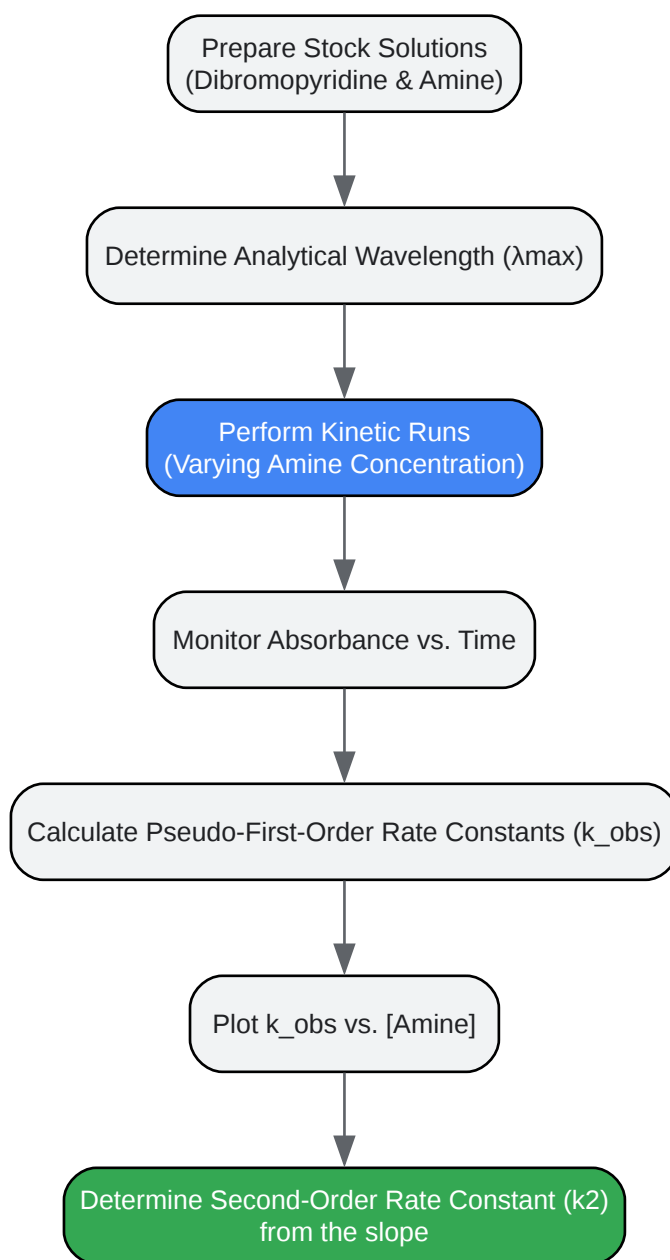 Prepare Stock Solutions
(Dibromopyridine & Amine)
Determine Analytical Wavelength (λmax)
Perform Kinetic Runs
(Varying Amine Concentration)
Monitor Absorbance vs. Time
Calculate Pseudo-First-Order Rate Constants (k_obs)
Plot k_obs vs. [Amine]
Determine Second-Order Rate Constant (k2)
from the slope